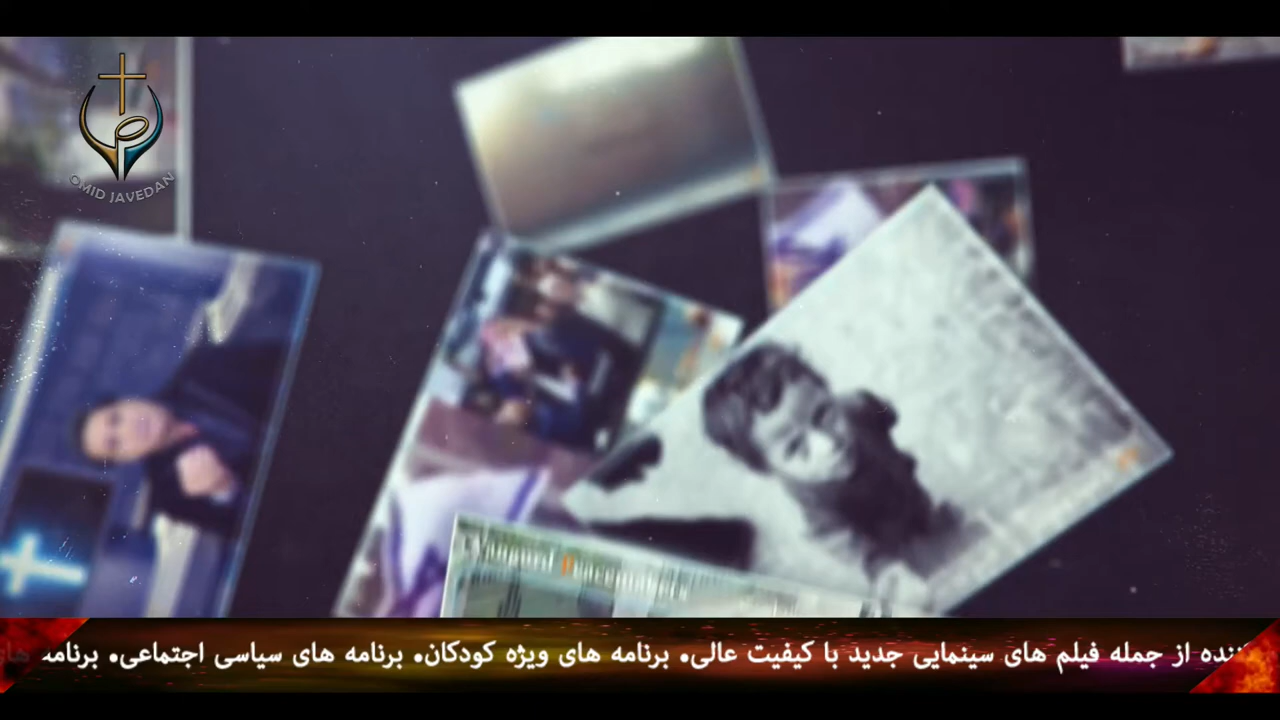 OMID JAVEDAN
از جمله فیلم های سینمایی جدید با کیفیت عالی. برنامه های ویژه کودکان. برنامه های سیاسی اجتماعی. برنامه